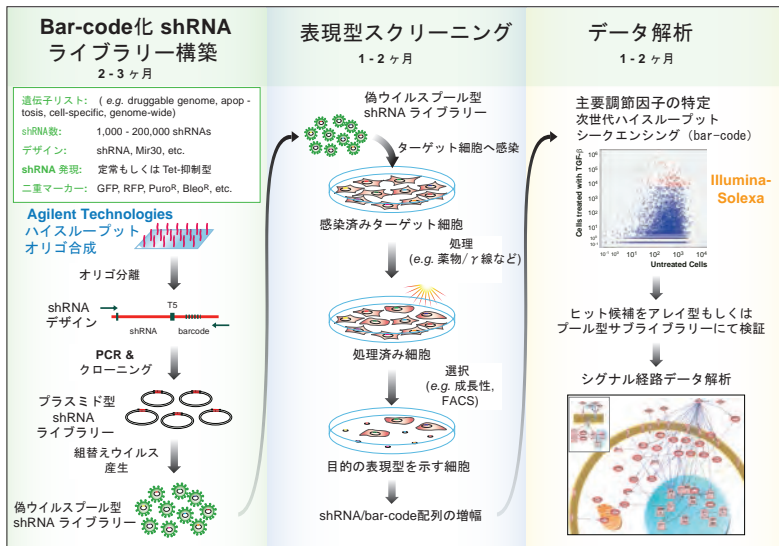 Bar-code化 shRNA
ライブラリー構築
2 - 3 ヶ月
遺伝子リスト: ( e.g. druggable genome, apop -
tosis, cell-specific, genome-wide)
shRNA数: 1,000 - 200,000 shRNAs
デザイン: shRNA, Mir30, etc.
shRNA 発現: 定常もしくは Tet-抑制型
二重マーカー: GFP, RFP, Puroᴿ, Bleoᴿ, etc.
Agilent Technologies
ハイスループット
オリゴ合成
オリゴ分離
shRNA
デザイン
T5
shRNA
barcode
PCR &
クローニング
プラスミド型
shRNA
ライブラリー
組替えウイルス
産生
偽ウイルスプール型
shRNA ライブラリー
表現型スクリーニング
1 - 2 ヶ月
偽ウイルスプール型
shRNA ライブラリー
ターゲット細胞へ感染
感染済みターゲット細胞
処理
(e.g. 薬物/γ線など)
処理済み細胞
選択
(e.g. 成長性,
FACS)
目的の表現型を示す細胞
shRNA/bar-code配列の増幅
データ解析
1 - 2 ヶ月
主要調節因子の特定
次世代ハイスループット
シークエンシング（bar-code）
Cells treated with TGF-β
10⁶
10⁵
10⁴
10³
10²
10¹
10⁰
10⁻¹
10⁻¹ 10⁰ 10¹ 10² 10³ 10⁴
Untreated Cells
Illumina-
Solexa
ヒット候補をアレイ型もしくは
プール型サブライブラリーにて検証
シグナル経路データ解析